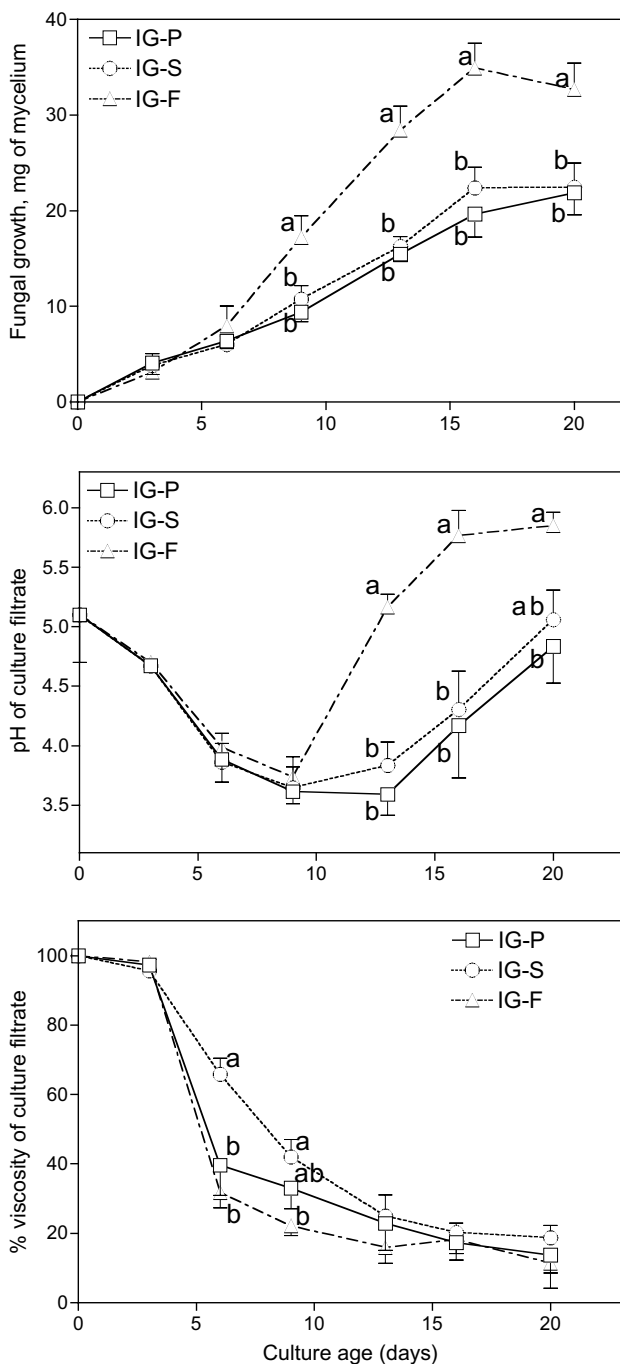 Fungal growth, mg of mycelium
40
30
20
10
0
IG-P
IG-S
IG-F
a
a
a
a
b
b
b
b
b
b
b
b
0
5
10
15
20
pH of culture filtrate
6.0
5.5
5.0
4.5
4.0
3.5
IG-P
IG-S
IG-F
a
a
a
ab
b
b
b
b
b
0
5
10
15
20
% viscosity of culture filtrate
100
80
60
40
20
0
IG-P
IG-S
IG-F
a
a
b
ab
b
b
0
5
10
15
20
Culture age (days)